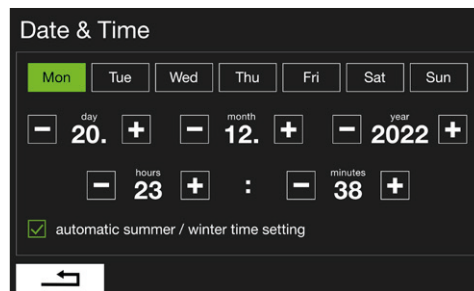 Date & Time
Mon Tue Wed Thu Fri Sat Sun
day month year
− 20. + − 12. + − 2022 +
hours minutes
− 23 + : − 38 +
automatic summer / winter time setting